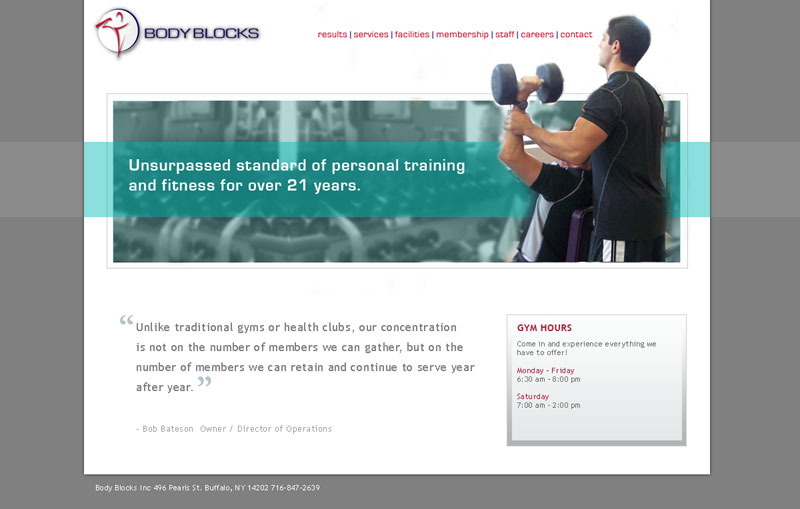 BODY BLOCKS
results | services | facilities | membership | staff | careers | contact
Unsurpassed standard of personal training
and fitness for over 21 years.
“ Unlike traditional gyms or health clubs, our concentration
is not on the number of members we can gather, but on the
number of members we can retain and continue to serve year
after year. ”
- Bob Bateson Owner / Director of Operations
GYM HOURS
Come in and experience everything we
have to offer!
Monday - Friday
6:30 am - 8:00 pm
Saturday
7:00 am - 2:00 pm
Body Blocks Inc 496 Pearls St. Buffalo, NY 14202 716-847-2639